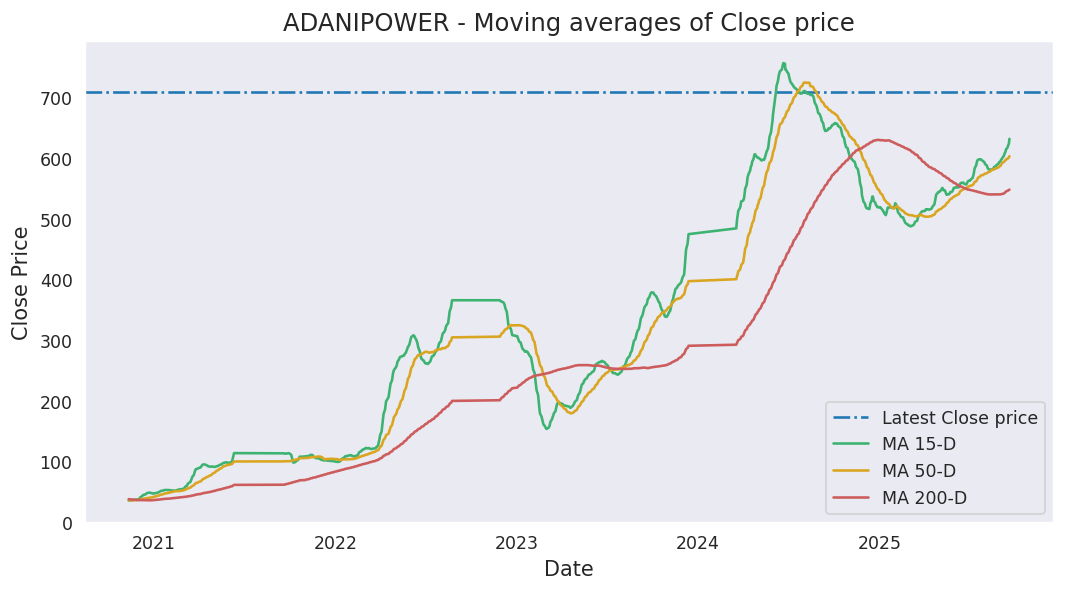 ADANIPOWER - Moving averages of Close price
Close Price
700
600
500
400
300
200
100
0
2021 2022 2023 2024 2025
Date
Latest Close price
MA 15-D
MA 50-D
MA 200-D